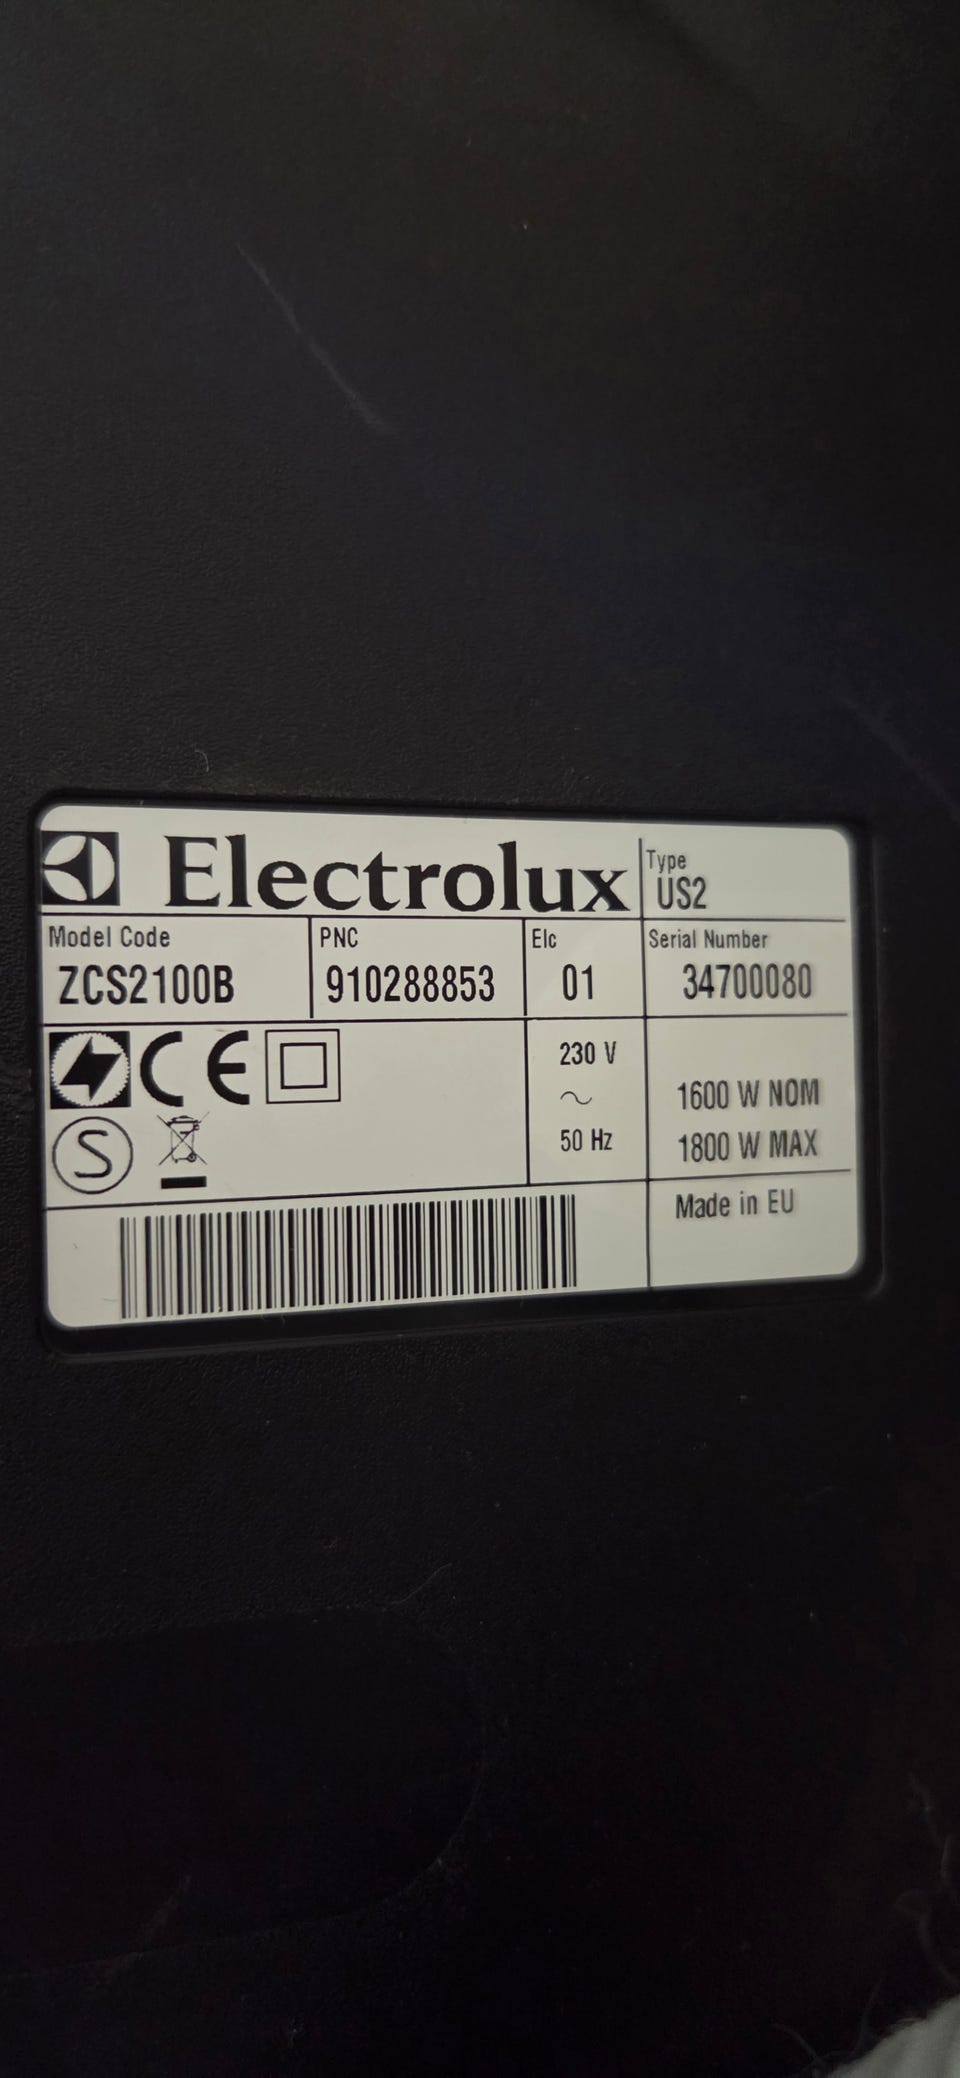 Electrolux
Type
US2
Model Code
ZCS2100B
PNC
910288853
Elc
01
Serial Number
34700080
CE
S
230 V
~
50 Hz
1600 W NOM
1800 W MAX
Made in EU